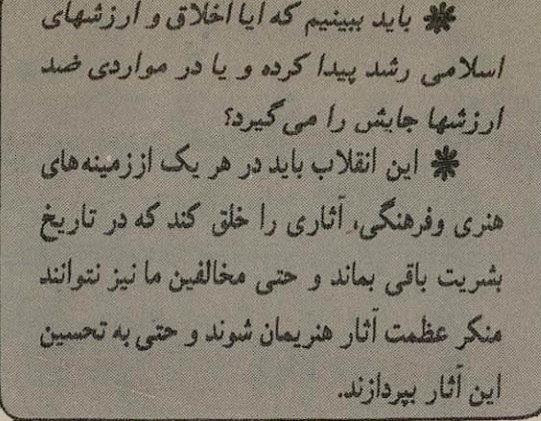 ❋ باید ببینیم که آیا اخلاق و ارزشهای
اسلامی رشد پیدا کرده و یا در مواردی ضد
ارزشها جایش را می گیرد؟
❋ این انقلاب باید در هر یک اززمینه های
هنری وفرهنگی، آثاری را خلق کند که در تاریخ
بشریت باقی بماند و حتی مخالفین ما نیز نتوانند
منکر عظمت آثار هنریمان شوند و حتی به تحسین
این آثار بپردازند.